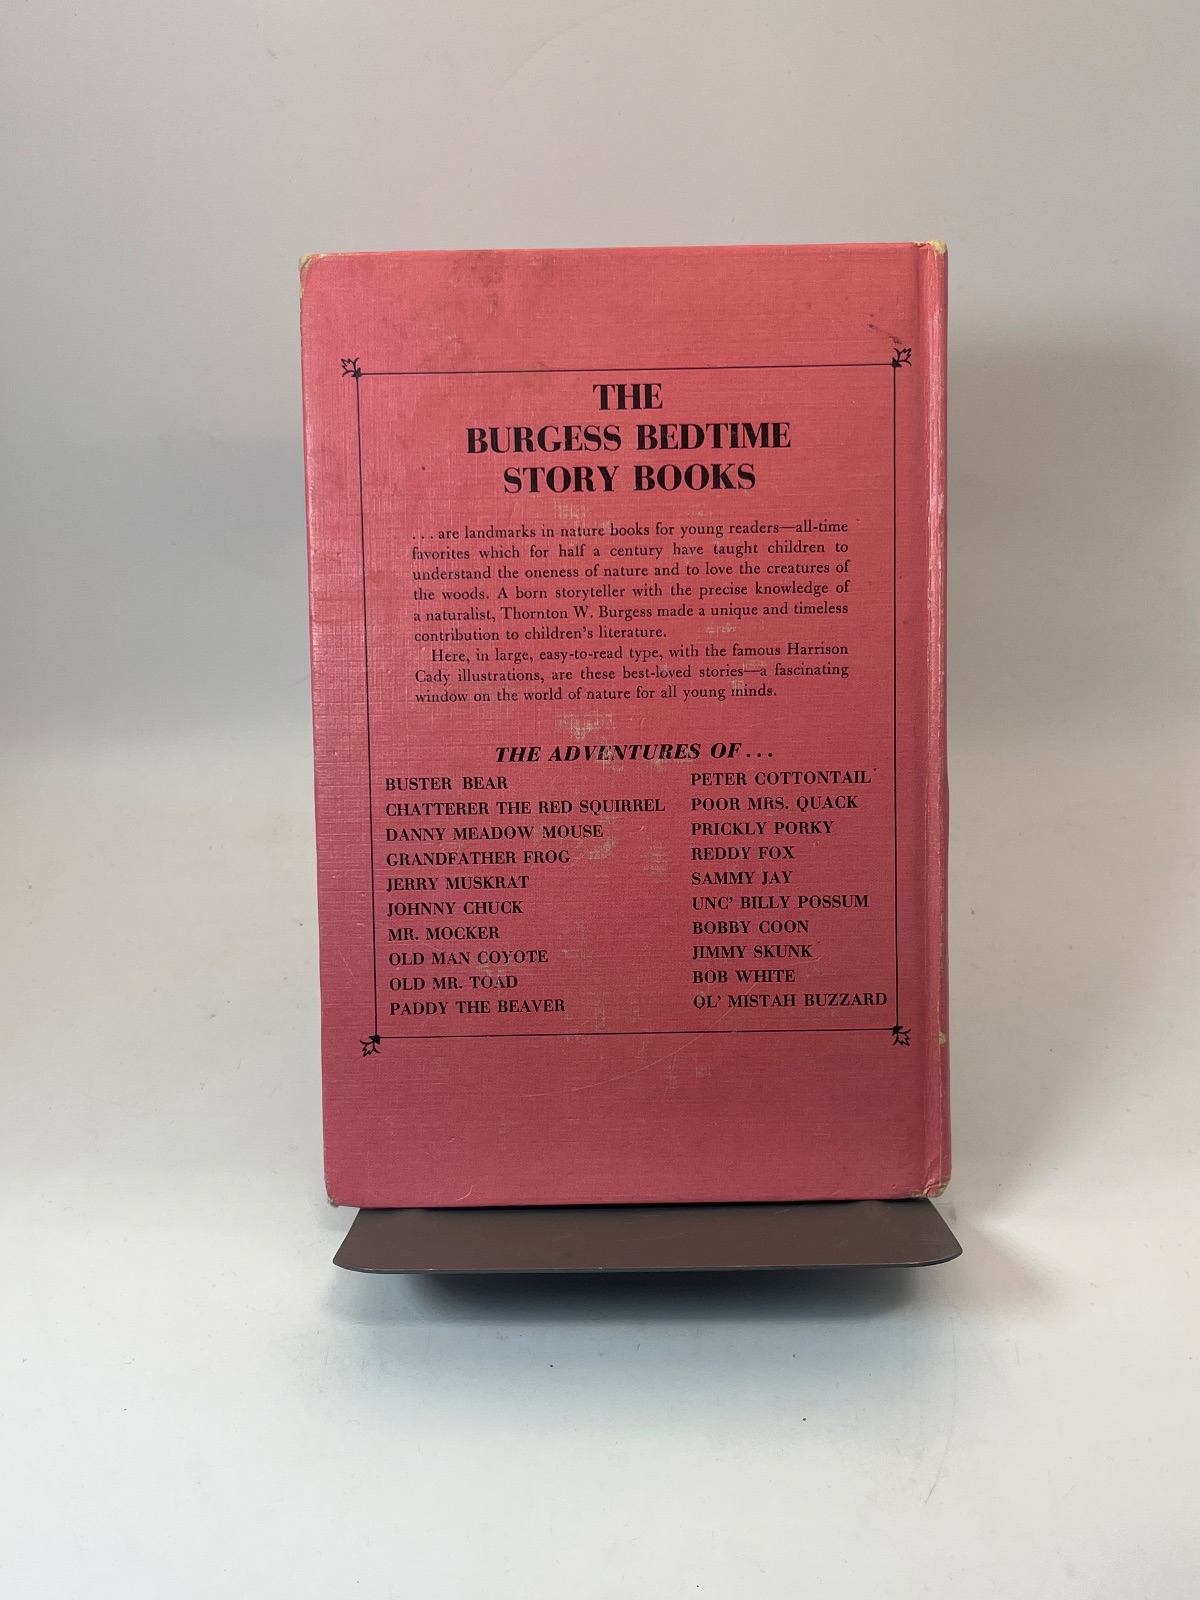 THE
BURGESS BEDTIME
STORY BOOKS
...are landmarks in nature books for young readers—all-time
favorites which for half a century have taught children to
understand the oneness of nature and to love the creatures of
the woods. A born storyteller with the precise knowledge of
a naturalist, Thornton W. Burgess made a unique and timeless
contribution to children's literature.
Here, in large, easy-to-read type, with the famous Harrison
Cady illustrations, are these best-loved stories—a fascinating
window on the world of nature for all young minds.
THE ADVENTURES OF...
BUSTER BEAR
CHATTERER THE RED SQUIRREL
DANNY MEADOW MOUSE
GRANDFATHER FROG
JERRY MUSKRAT
JOHNNY CHUCK
MR. MOCKER
OLD MAN COYOTE
OLD MR. TOAD
PADDY THE BEAVER
PETER COTTONTAIL
POOR MRS. QUACK
PRICKLY PORKY
REDDY FOX
SAMMY JAY
UNC' BILLY POSSUM
BOBBY COON
JIMMY SKUNK
BOB WHITE
OL' MISTAH BUZZARD